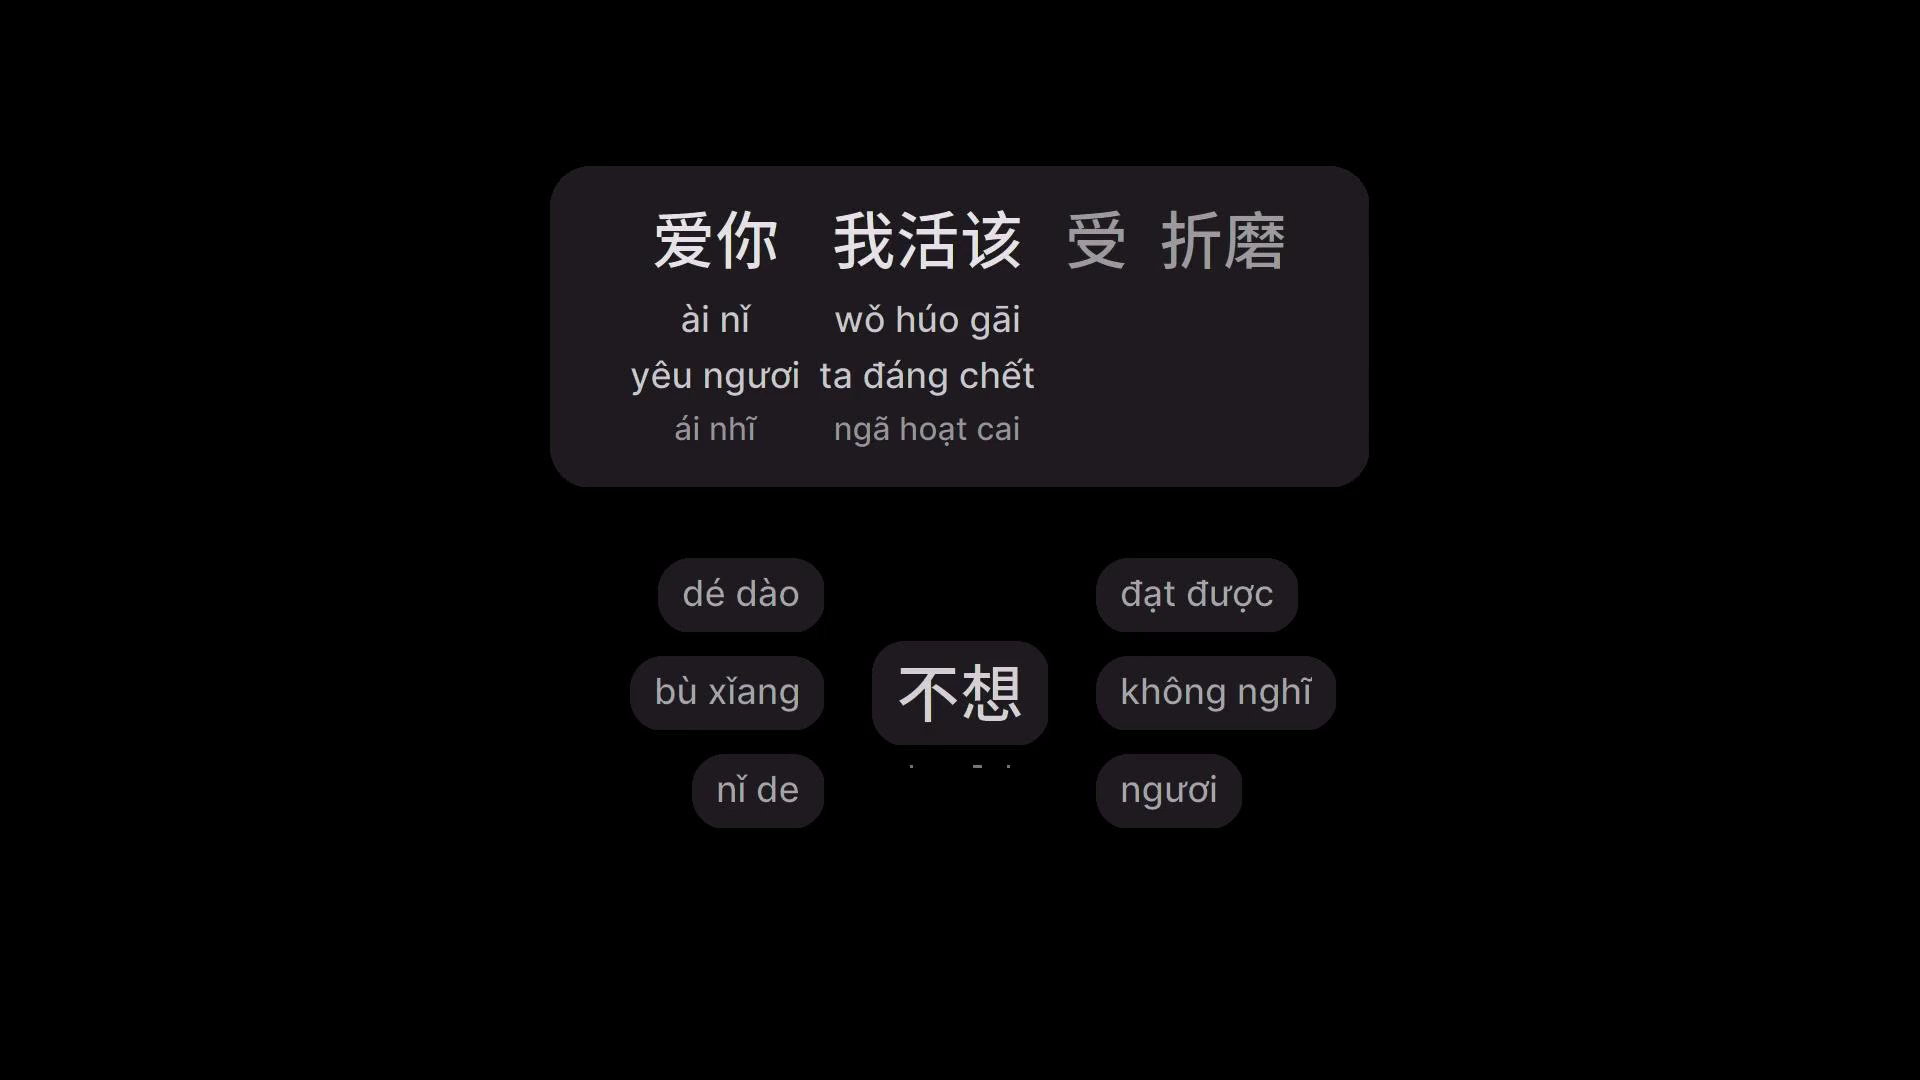 爱你 我活该 受 折磨
ài nǐ wǒ húo gāi
yêu ngươi ta đáng chết
ái nhĩ ngã hoạt cai
dé dào
đạt được
bù xǐang
不想
không nghĩ
nǐ de
ngươi